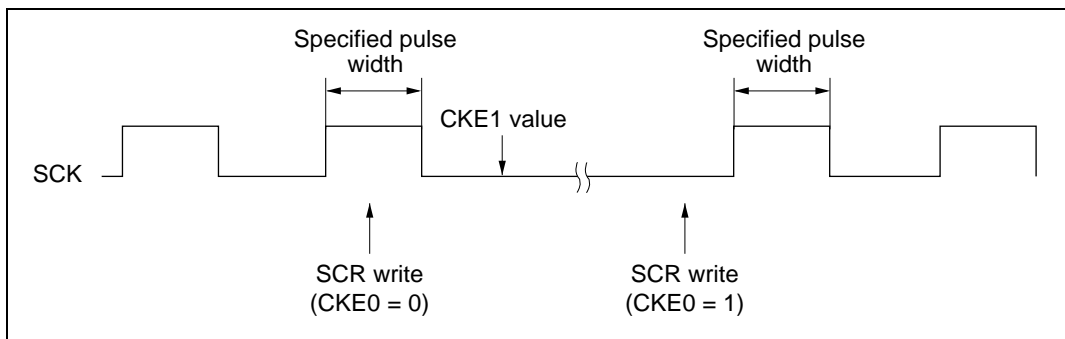 Specified pulse
width
Specified pulse
width
CKE1 value
SCK
SCR write
(CKE0 = 0)
SCR write
(CKE0 = 1)